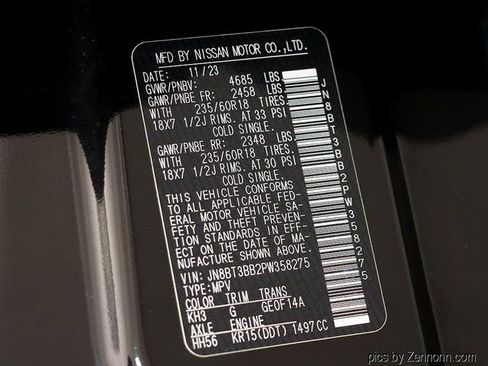 MFD BY NISSAN MOTOR CO.,LTD.
DATE: 11/23
GVWR/PNBV: 4685 LBS.
GAWR/PNBE FR: 2458 LBS
WITH 235/60R18 TIRES,
18X7 1/2J RIMS. AT 33 PSI
COLD SINGLE.
GAWR/PNBE RR: 2348 LBS
WITH 235/60R18 TIRES,
18X7 1/2J RIMS. AT 30 PSI
COLD SINGLE.
THIS VEHICLE CONFORMS
TO ALL APPLICABLE FED-
ERAL MOTOR VEHICLE SA-
FETY AND THEFT PREVEN-
TION STANDARDS IN EFF-
ECT ON THE DATE OF MA-
NUFACTURE SHOWN ABOVE.
VIN: JN8BT3BB2PW358275
TYPE: MPV
COLOR TRIM TRANS
KH3 G GE0F14A
AXLE ENGINE
HH56 KR15(DDT) 1497CC
JN8BT3BB2PW358275
pics by Zennonn.com